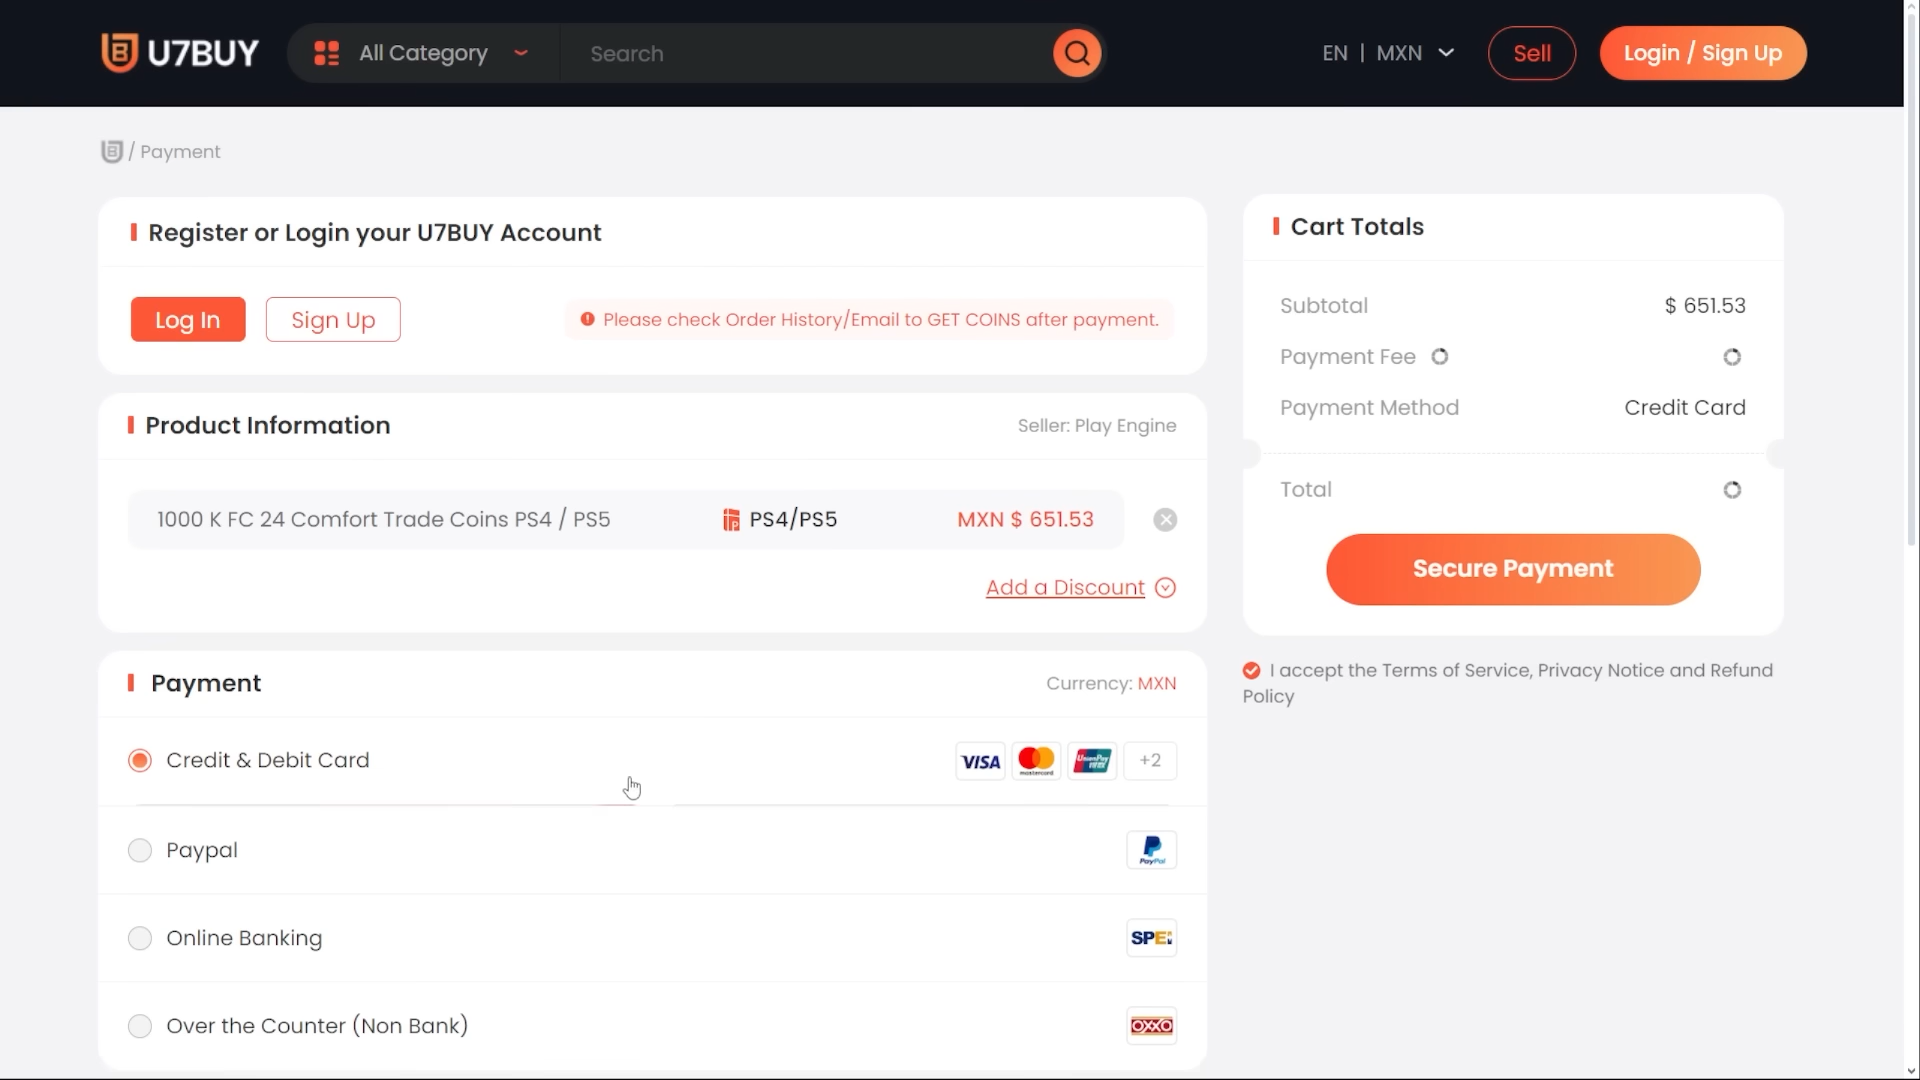 U7BUY
All Category
Search
EN | MXN
Sell
Login / Sign Up
/ Payment
Register or Login your U7BUY Account
Log In
Sign Up
Please check Order History/Email to GET COINS after payment.
Product Information
Seller: Play Engine
1000 K FC 24 Comfort Trade Coins PS4 / PS5
PS4/PS5
MXN $ 651.53
Add a Discount
Payment
Currency: MXN
Credit & Debit Card
VISA
mastercard
UnionPay
+2
Paypal
PayPal
Online Banking
SPEI
Over the Counter (Non Bank)
OXXO
Cart Totals
Subtotal
$ 651.53
Payment Fee
Payment Method
Credit Card
Total
Secure Payment
I accept the Terms of Service, Privacy Notice and Refund
Policy